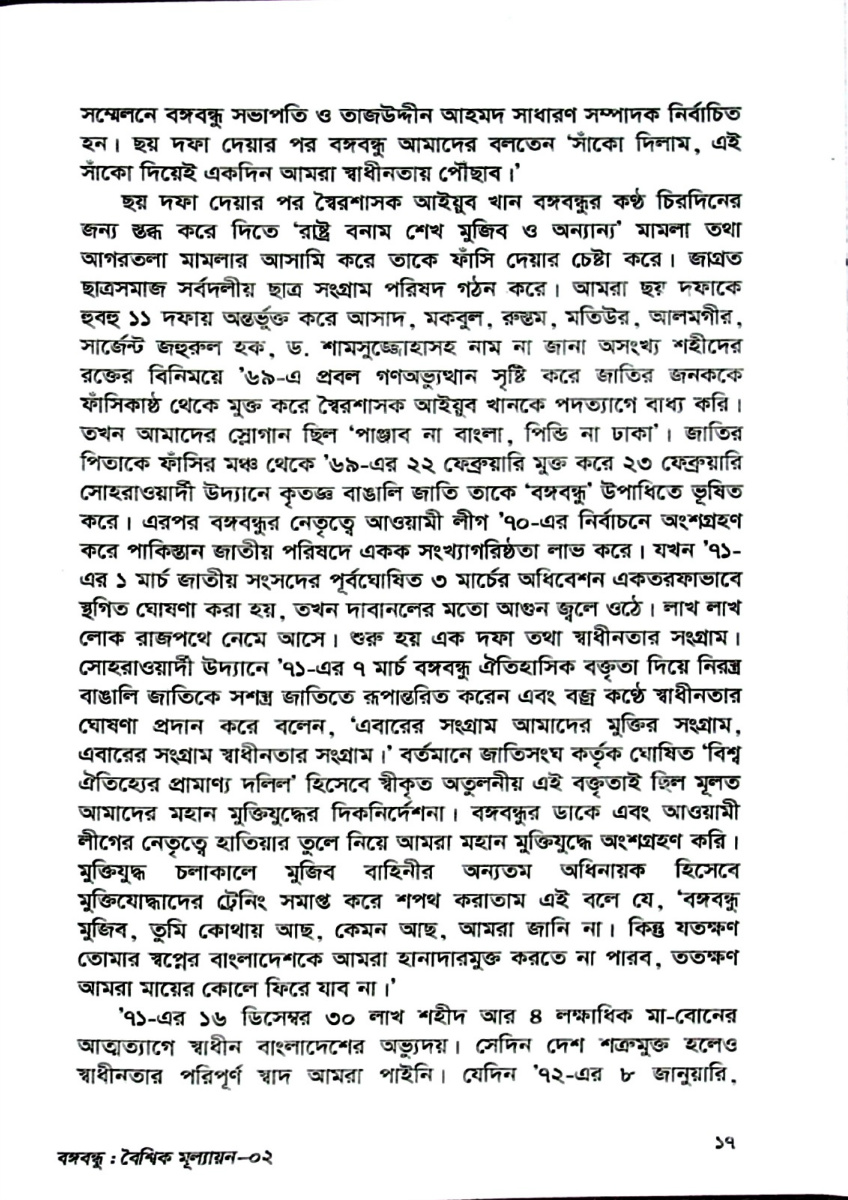 সম্মেলনে বঙ্গবন্ধু সভাপতি ও তাজউদ্দীন আহমদ সাধারণ সম্পাদক নির্বাচিত
হন। ছয় দফা দেয়ার পর বঙ্গবন্ধু আমাদের বলতেন ‘সাঁকো দিলাম, এই
সাঁকো দিয়েই একদিন আমরা স্বাধীনতায় পৌঁছাব।’
ছয় দফা দেয়ার পর স্বৈরশাসক আইয়ুব খান বঙ্গবন্ধুর কণ্ঠ চিরদিনের
জন্য স্তব্ধ করে দিতে ‘রাষ্ট্র বনাম শেখ মুজিব ও অন্যান্য’ মামলা তথা
আগরতলা মামলার আসামি করে তাকে ফাঁসি দেয়ার চেষ্টা করে। জাগ্রত
ছাত্রসমাজ সর্বদলীয় ছাত্র সংগ্রাম পরিষদ গঠন করে। আমরা ছয় দফাকে
হুবহু ১১ দফায় অন্তর্ভুক্ত করে আসাদ, মকবুল, রুস্তম, মতিউর, আলমগীর,
সার্জেন্ট জহুরুল হক, ড. শামসুজ্জোহাসহ নাম না জানা অসংখ্য শহীদের
রক্তের বিনিময়ে ’৬৯-এ প্রবল গণঅভ্যুত্থান সৃষ্টি করে জাতির জনককে
ফাঁসিকাষ্ঠ থেকে মুক্ত করে স্বৈরশাসক আইয়ুব খানকে পদত্যাগে বাধ্য করি।
তখন আমাদের স্লোগান ছিল ‘পাঞ্জাব না বাংলা, পিন্ডি না ঢাকা’। জাতির
পিতাকে ফাঁসির মঞ্চ থেকে ’৬৯-এর ২২ ফেব্রুয়ারি মুক্ত করে ২৩ ফেব্রুয়ারি
সোহরাওয়ার্দী উদ্যানে কৃতজ্ঞ বাঙালি জাতি তাকে ‘বঙ্গবন্ধু’ উপাধিতে ভূষিত
করে। এরপর বঙ্গবন্ধুর নেতৃত্বে আওয়ামী লীগ ’৭০-এর নির্বাচনে অংশগ্রহণ
করে পাকিস্তান জাতীয় পরিষদে একক সংখ্যাগরিষ্ঠতা লাভ করে। যখন ’৭১-
এর ১ মার্চ জাতীয় সংসদের পূর্বঘোষিত ৩ মার্চের অধিবেশন একতরফাভাবে
স্থগিত ঘোষণা করা হয়, তখন দাবানলের মতো আগুন জ্বলে ওঠে। লাখ লাখ
লোক রাজপথে নেমে আসে। শুরু হয় এক দফা তথা স্বাধীনতার সংগ্রাম।
সোহরাওয়ার্দী উদ্যানে ’৭১-এর ৭ মার্চ বঙ্গবন্ধু ঐতিহাসিক বক্তৃতা দিয়ে নিরস্ত্র
বাঙালি জাতিকে সশস্ত্র জাতিতে রূপান্তরিত করেন এবং বজ্র কণ্ঠে স্বাধীনতার
ঘোষণা প্রদান করে বলেন, ‘এবারের সংগ্রাম আমাদের মুক্তির সংগ্রাম,
এবারের সংগ্রাম স্বাধীনতার সংগ্রাম।’ বর্তমানে জাতিসংঘ কর্তৃক ঘোষিত ‘বিশ্ব
ঐতিহ্যের প্রামাণ্য দলিল’ হিসেবে স্বীকৃত অতুলনীয় এই বক্তৃতাই ছিল মূলত
আমাদের মহান মুক্তিযুদ্ধের দিকনির্দেশনা। বঙ্গবন্ধুর ডাকে এবং আওয়ামী
লীগের নেতৃত্বে হাতিয়ার তুলে নিয়ে আমরা মহান মুক্তিযুদ্ধে অংশগ্রহণ করি।
মুক্তিযুদ্ধ চলাকালে মুজিব বাহিনীর অন্যতম অধিনায়ক হিসেবে
মুক্তিযোদ্ধাদের ট্রেনিং সমাপ্ত করে শপথ করাতাম এই বলে যে, ‘বঙ্গবন্ধু
মুজিব, তুমি কোথায় আছ, কেমন আছ, আমরা জানি না। কিন্তু যতক্ষণ
তোমার স্বপ্নের বাংলাদেশকে আমরা হানাদারমুক্ত করতে না পারব, ততক্ষণ
আমরা মায়ের কোলে ফিরে যাব না।’
’৭১-এর ১৬ ডিসেম্বর ৩০ লাখ শহীদ আর ৪ লক্ষাধিক মা-বোনের
আত্মত্যাগে স্বাধীন বাংলাদেশের অভ্যুদয়। সেদিন দেশ শত্রুমুক্ত হলেও
স্বাধীনতার পরিপূর্ণ স্বাদ আমরা পাইনি। যেদিন ’৭২-এর ৮ জানুয়ারি,
১৭
বঙ্গবন্ধু : বৈশ্বিক মূল্যায়ন–০২